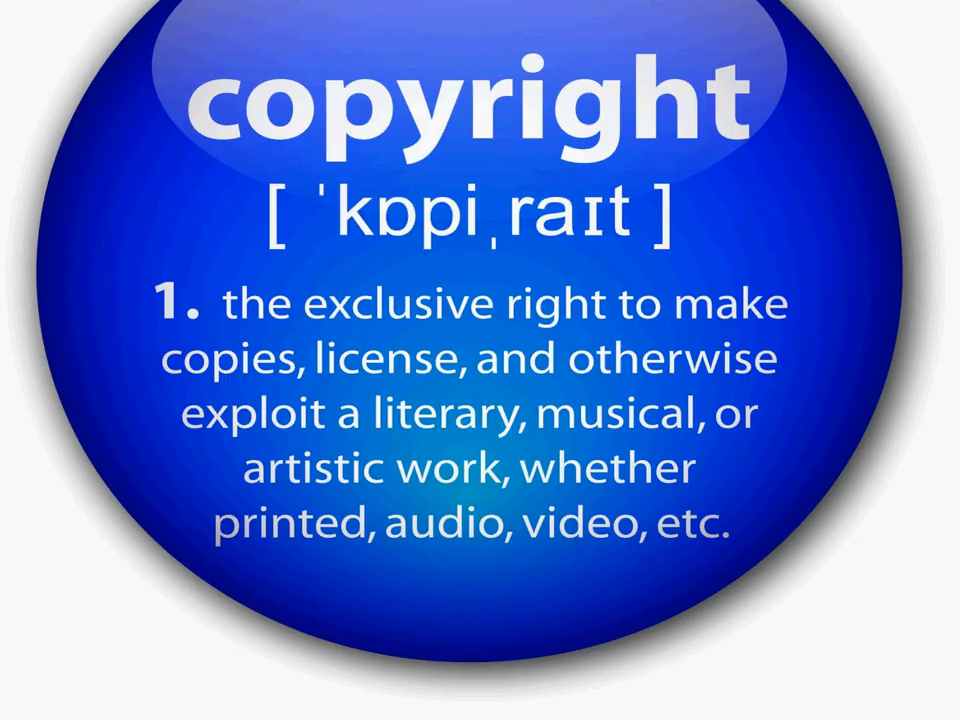 copyright
[ ˈkɒpiˌraɪt ]
1. the exclusive right to make
copies, license, and otherwise
exploit a literary, musical, or
artistic work, whether
printed, audio, video, etc.